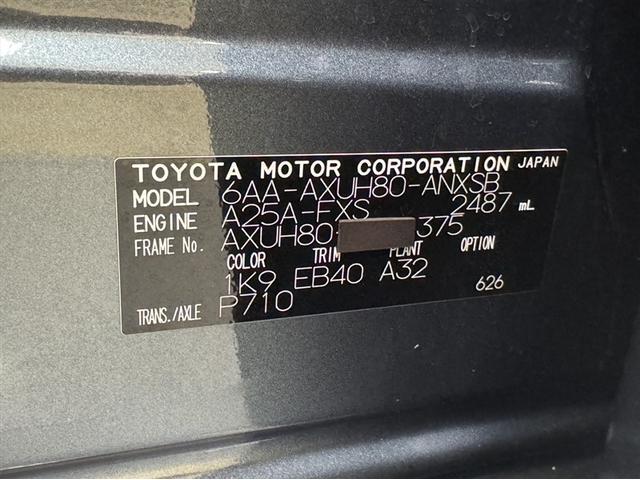 TOYOTA MOTOR CORPORATION JAPAN
MODEL 6AA-AXUH80-ANXSB
ENGINE A25A-FXS 2487 mL
FRAME No. AXUH80- 375
COLOR TRIM PLANT OPTION
1K9 EB40 A32
TRANS./AXLE P710 626